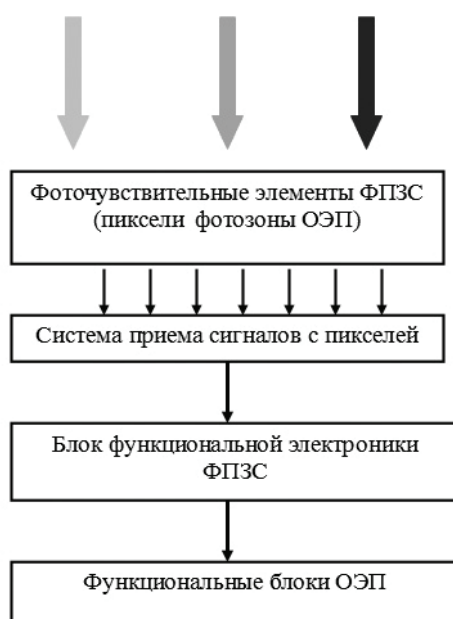 Фоточувствительные элементы ФПЗС
(пиксели фотозоны ОЭП)
Система приема сигналов с пикселей
Блок функциональной электроники
ФПЗС
Функциональные блоки ОЭП